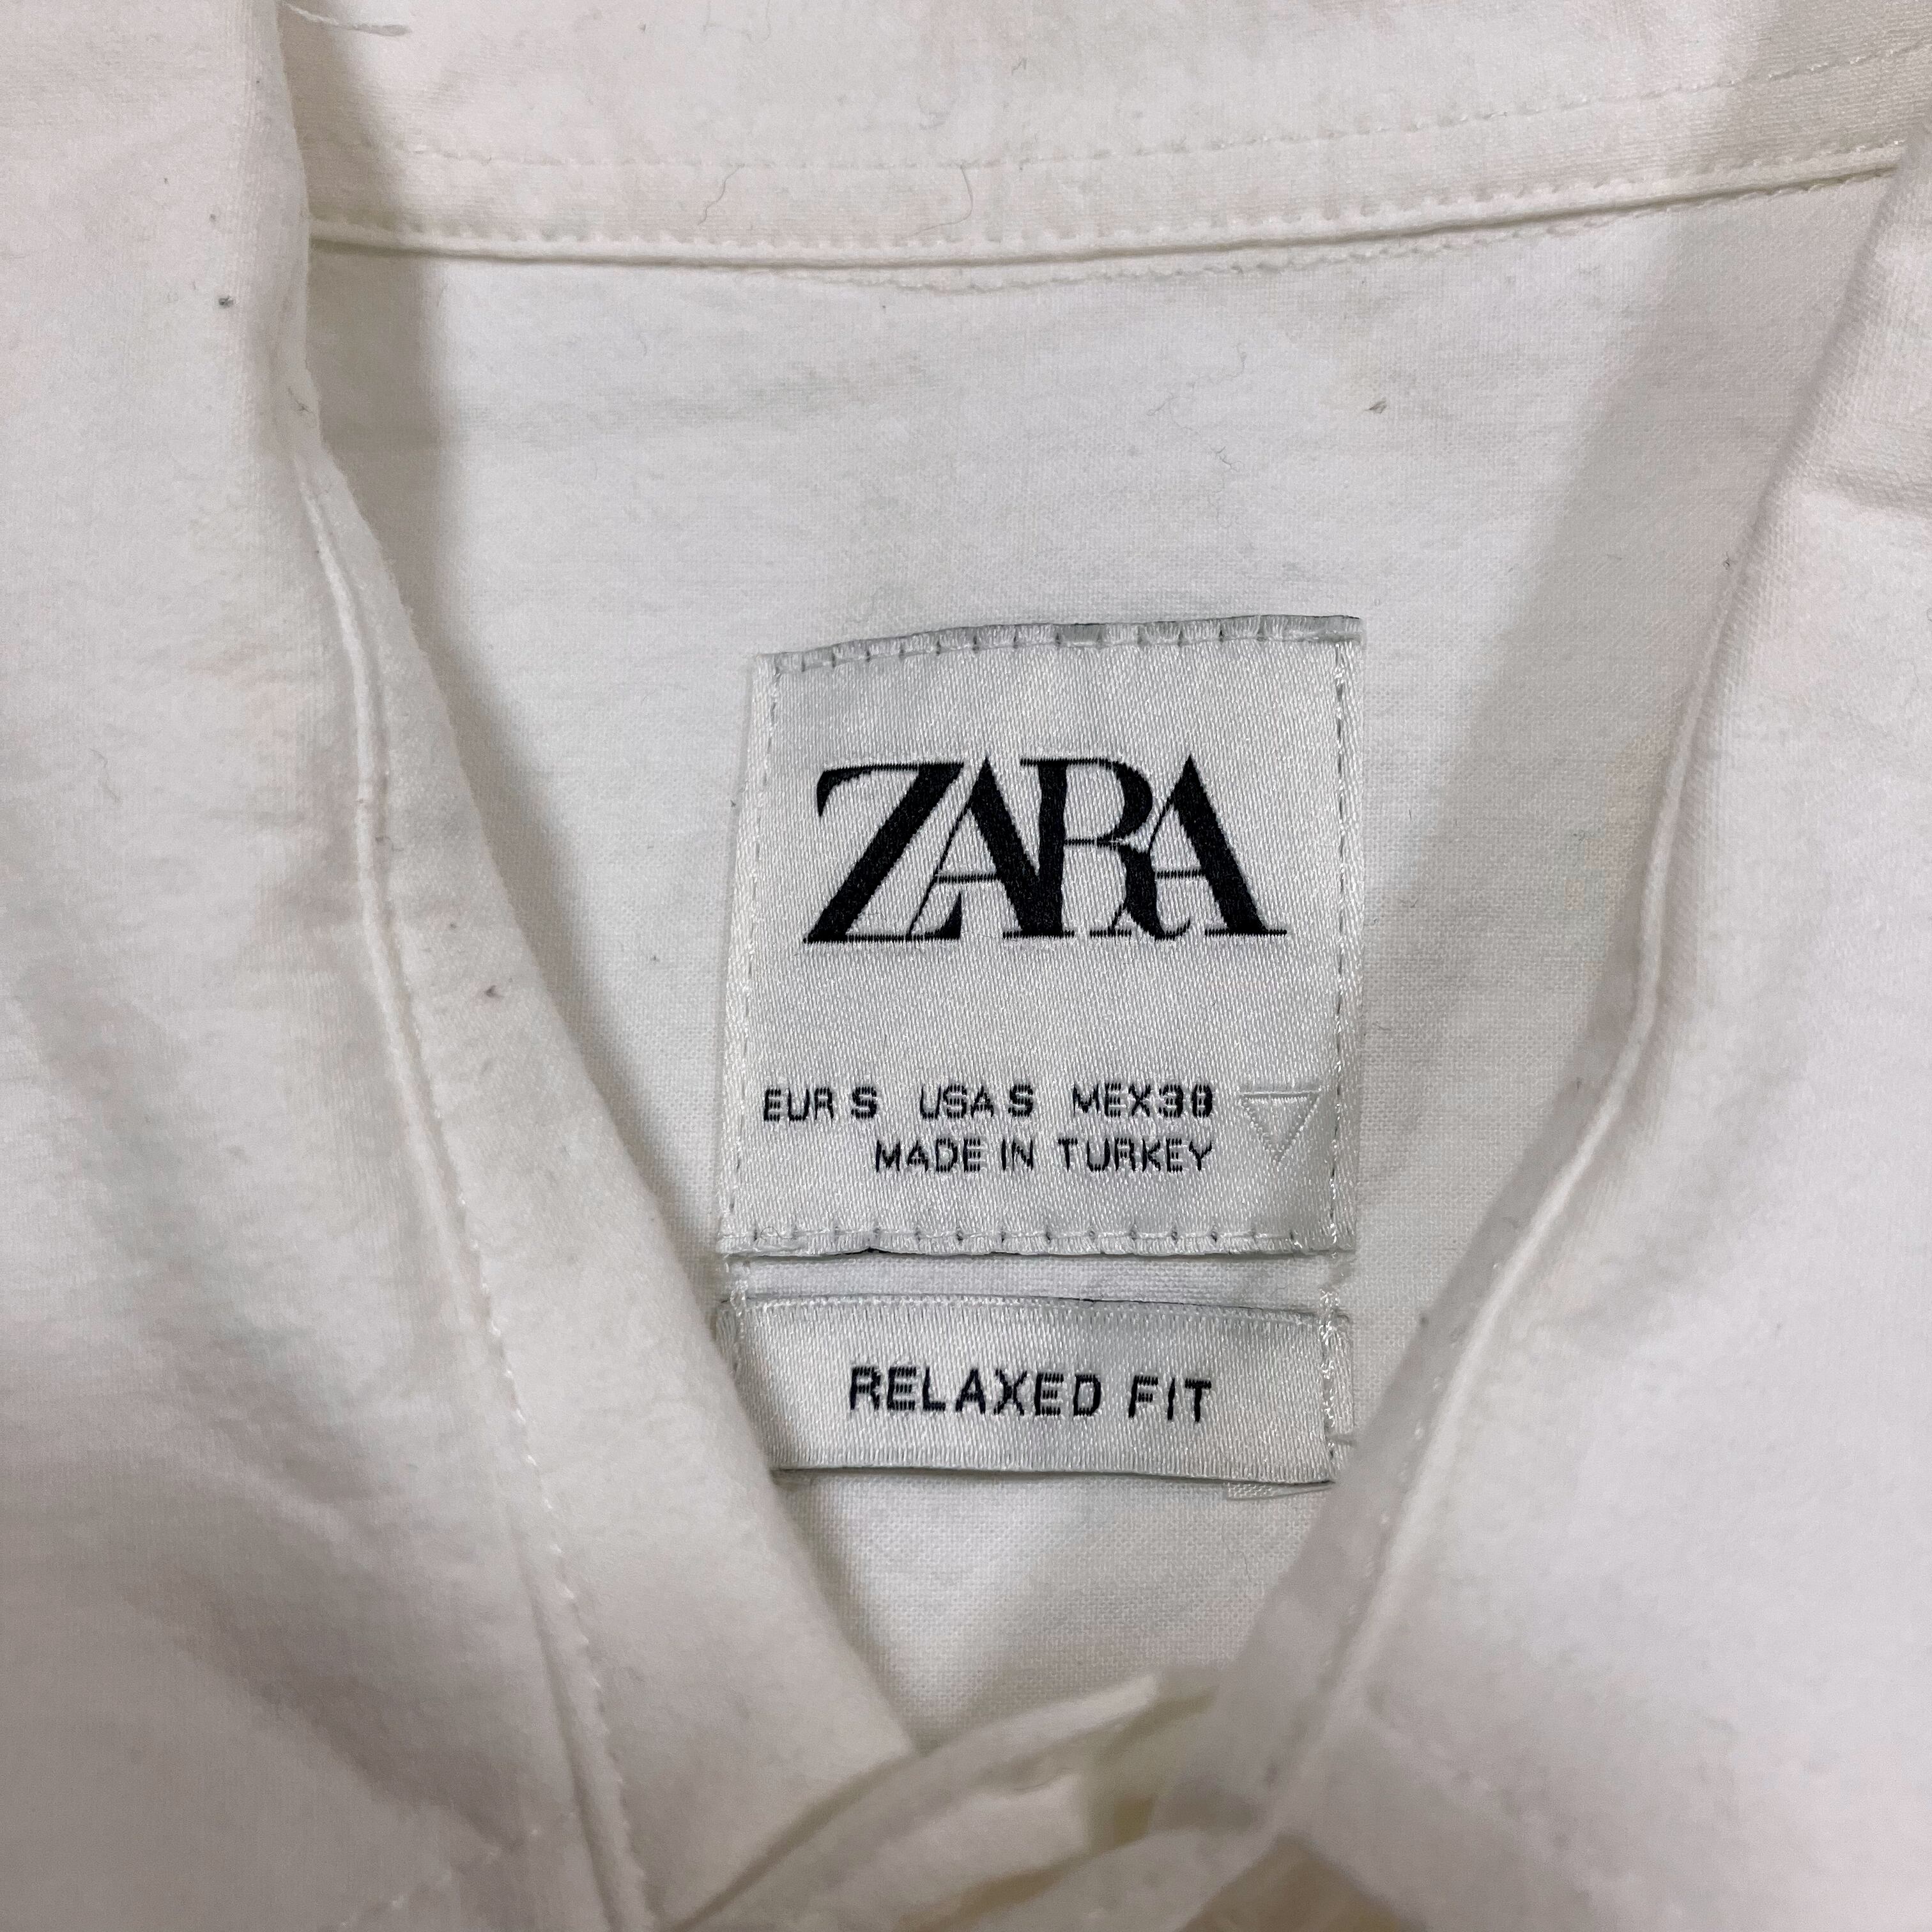 ZARA
EUR S USA S MEX 38
MADE IN TURKEY
RELAXED FIT